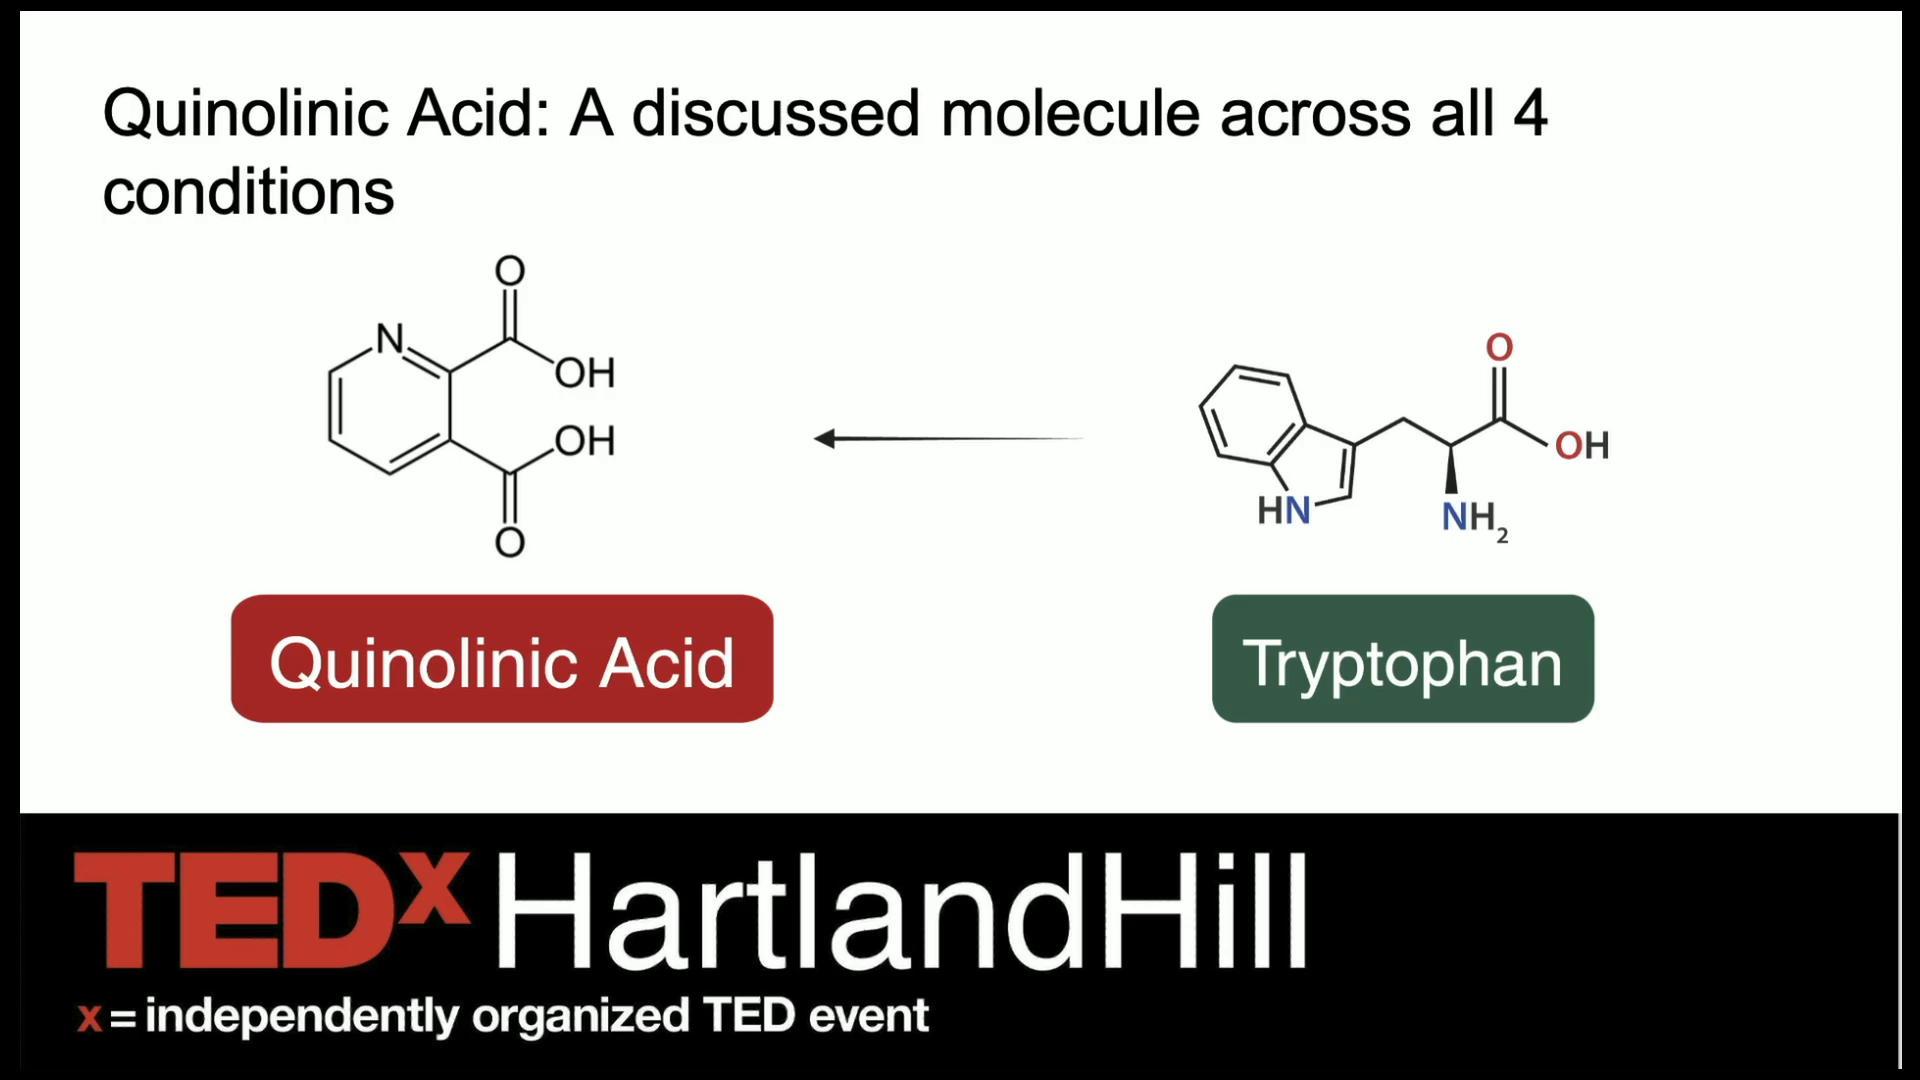 Quinolinic Acid: A discussed molecule across all 4
conditions
O
N
OH
OH
O
O
OH
HN
NH2
Quinolinic Acid
Tryptophan
TEDx HartlandHill
x = independently organized TED event